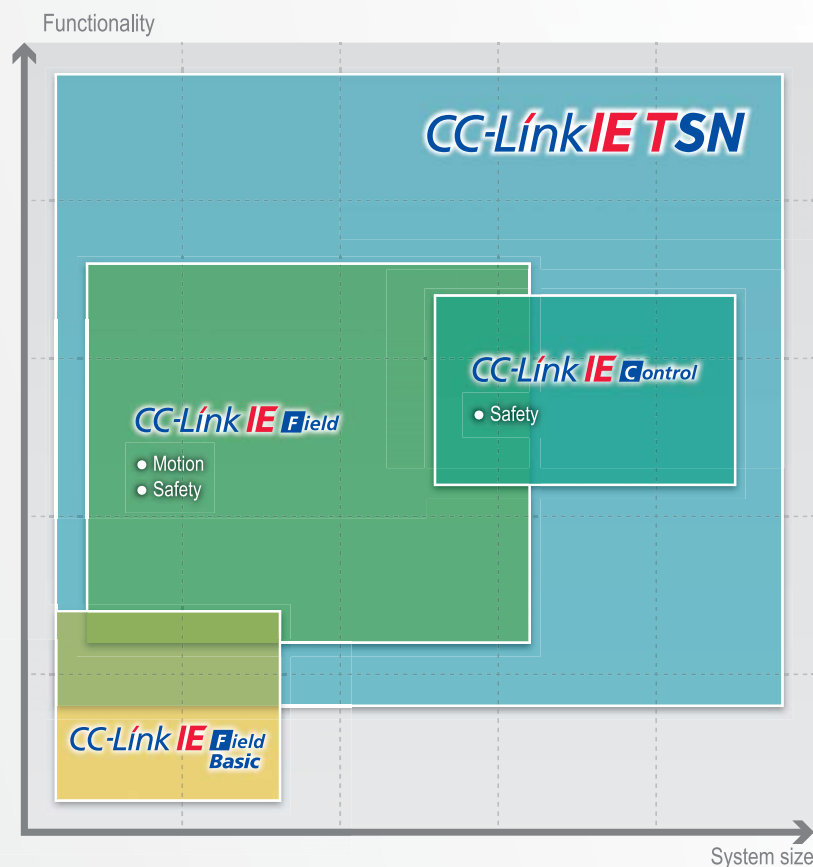 Functionality
CC-Link IE TSN
CC-Link IE Control
● Safety
CC-Link IE Field
● Motion
● Safety
CC-Link IE Field
Basic
System size